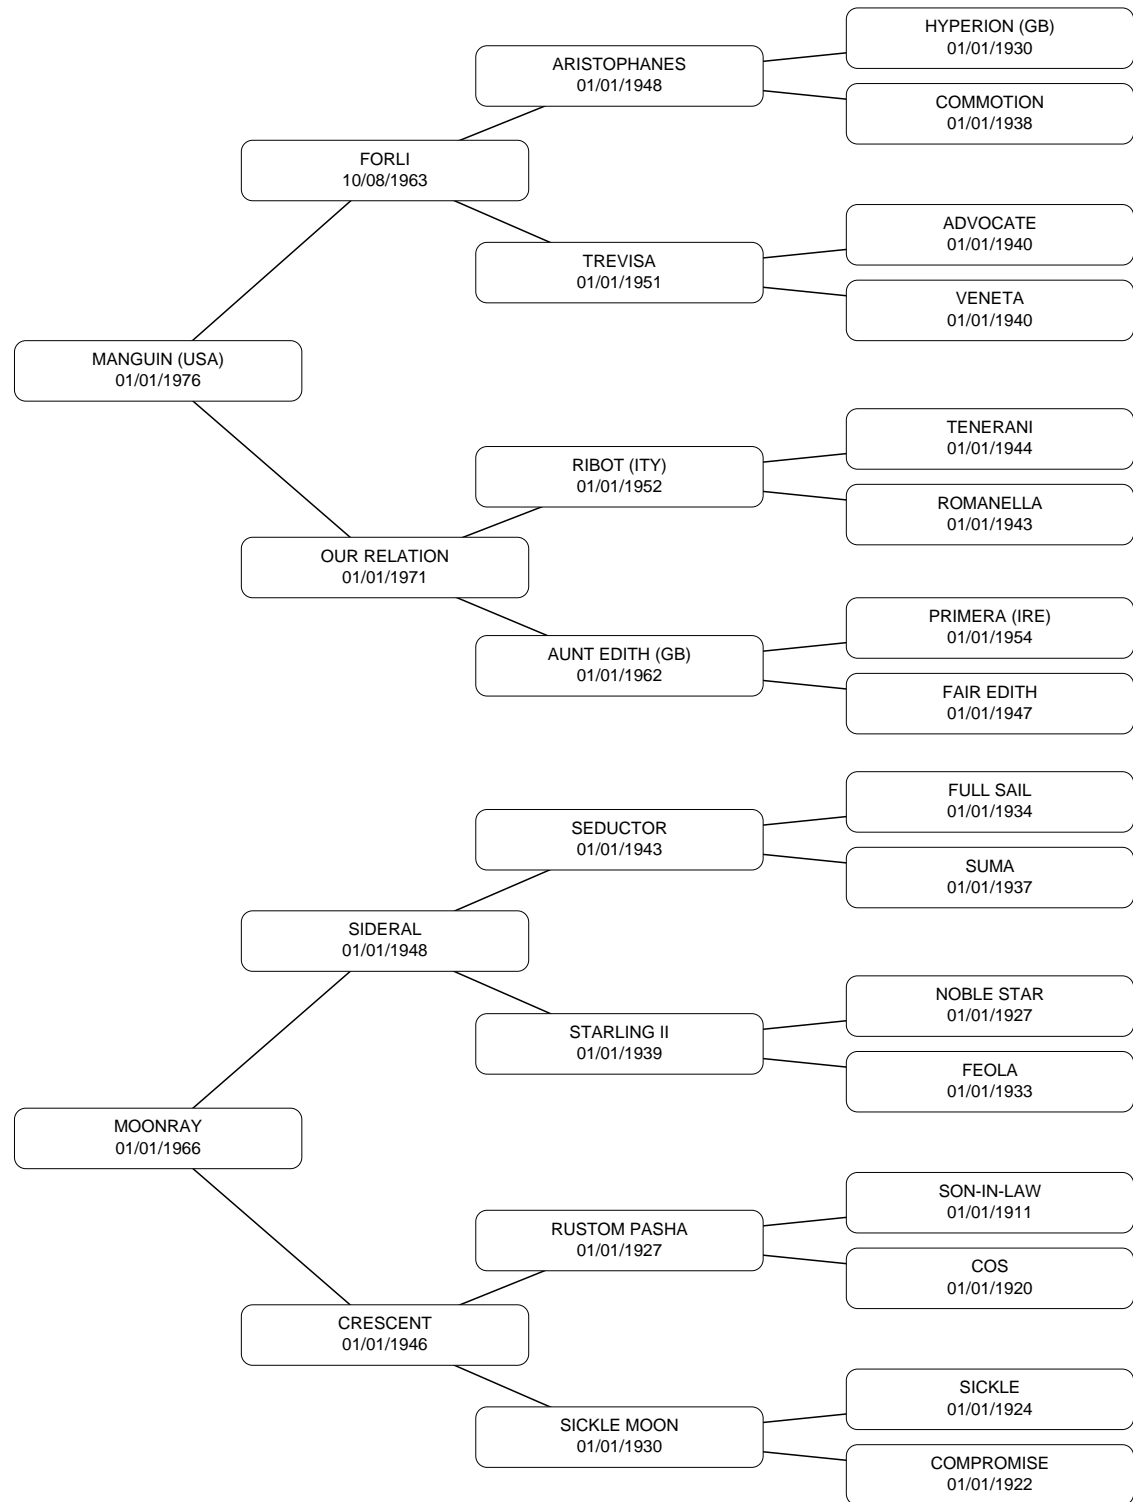 HYPERION (GB)
01/01/1930
ARISTOPHANES
01/01/1948
COMMOTION
01/01/1938
FORLI
10/08/1963
ADVOCATE
01/01/1940
TREVISA
01/01/1951
VENETA
01/01/1940
MANGUIN (USA)
01/01/1976
TENERANI
01/01/1944
RIBOT (ITY)
01/01/1952
ROMANELLA
01/01/1943
OUR RELATION
01/01/1971
PRIMERA (IRE)
01/01/1954
AUNT EDITH (GB)
01/01/1962
FAIR EDITH
01/01/1947
FULL SAIL
01/01/1934
SEDUCTOR
01/01/1943
SUMA
01/01/1937
SIDERAL
01/01/1948
NOBLE STAR
01/01/1927
STARLING II
01/01/1939
FEOLA
01/01/1933
MOONRAY
01/01/1966
SON-IN-LAW
01/01/1911
RUSTOM PASHA
01/01/1927
COS
01/01/1920
CRESCENT
01/01/1946
SICKLE
01/01/1924
SICKLE MOON
01/01/1930
COMPROMISE
01/01/1922